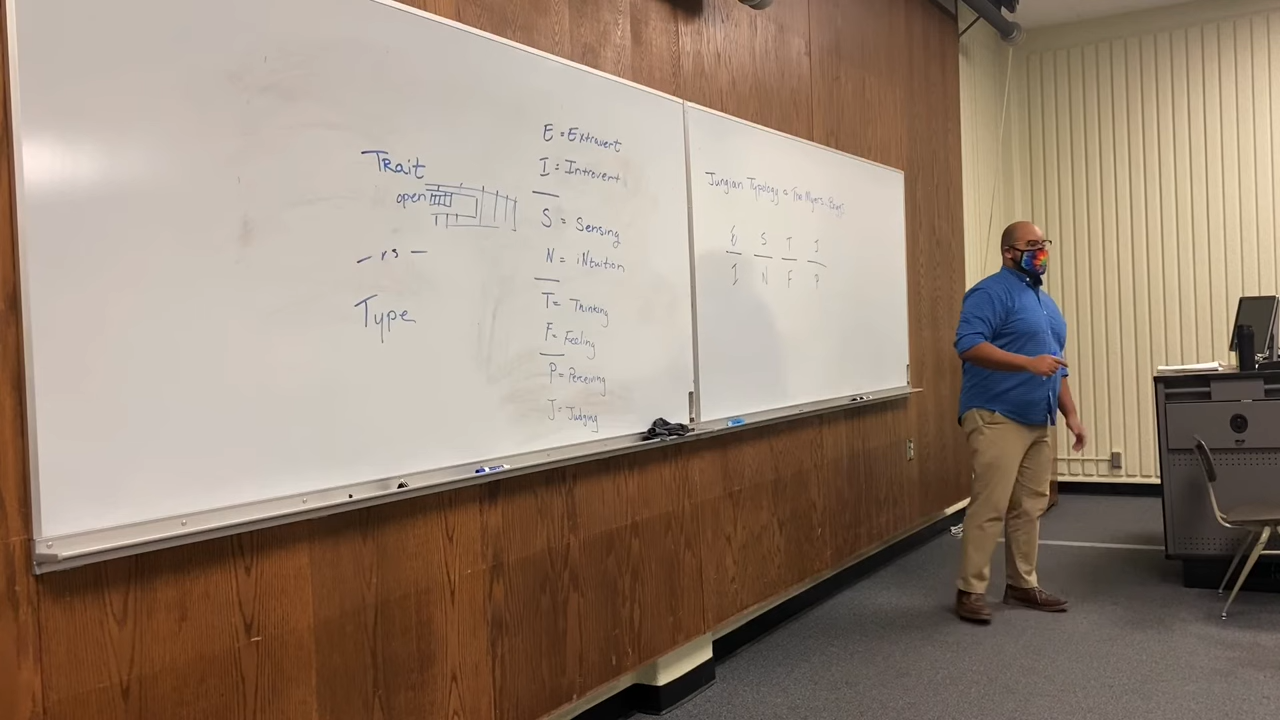 Trait
open
- vs -
Type
E = Extravert
I = Introvert
S = Sensing
N = iNtuition
T = Thinking
F = Feeling
P = Perceiving
J = Judging
Jungian Typology = The Myers-Briggs
E S T J
I N F P